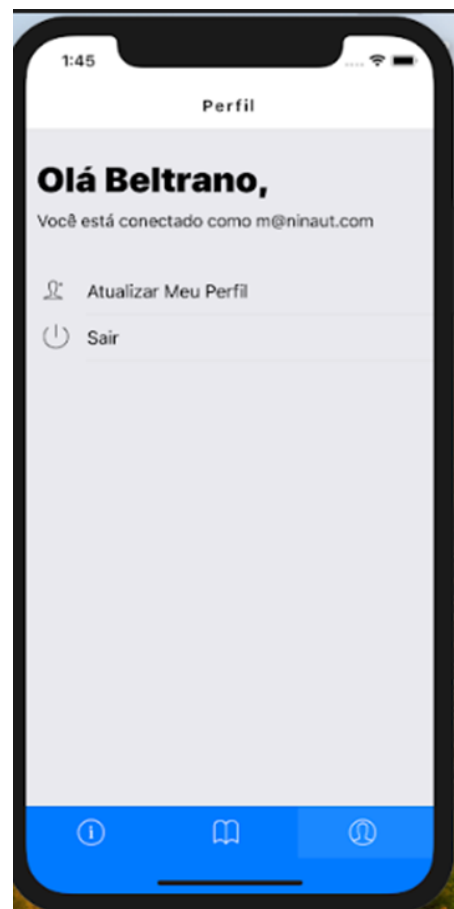 1:45
Perfil
Olá Beltrano,
Você está conectado como m@ninaut.com
Atualizar Meu Perfil
Sair